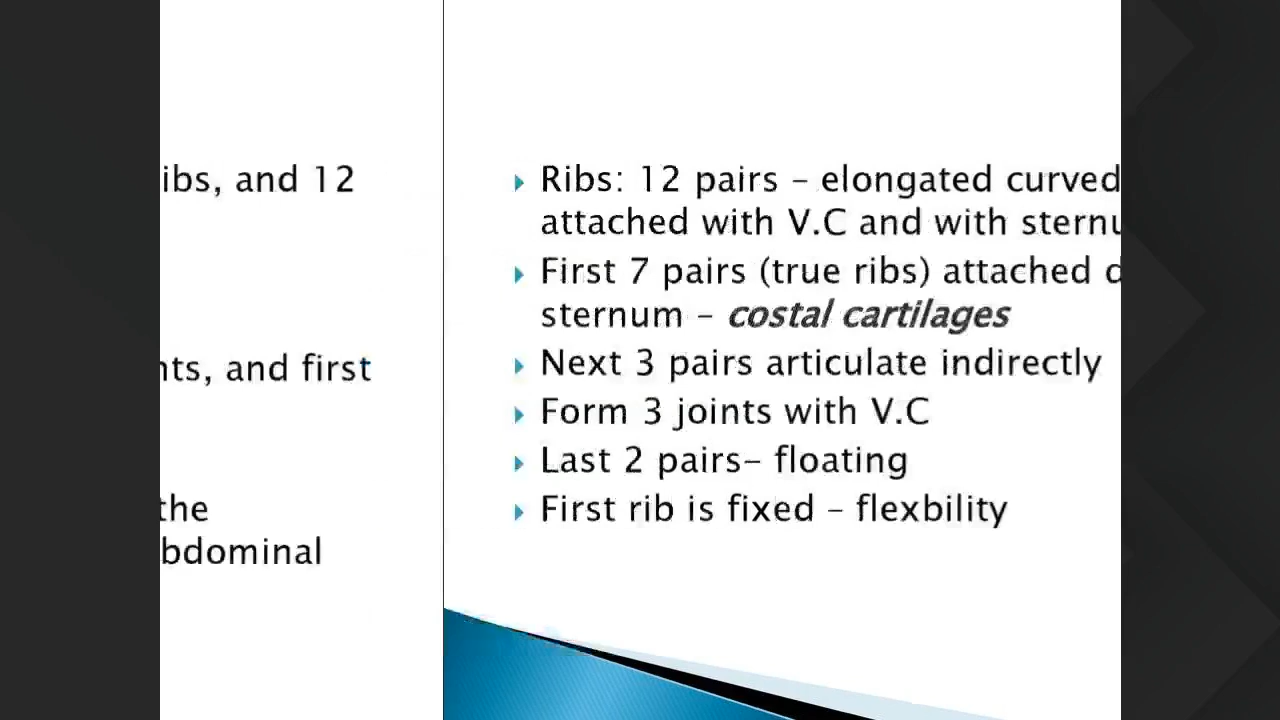 ibs, and 12
nts, and first
the
bdominal
Ribs: 12 pairs – elongated curved
attached with V.C and with sternu
First 7 pairs (true ribs) attached d
sternum – costal cartilages
Next 3 pairs articulate indirectly
Form 3 joints with V.C
Last 2 pairs– floating
First rib is fixed – flexbility